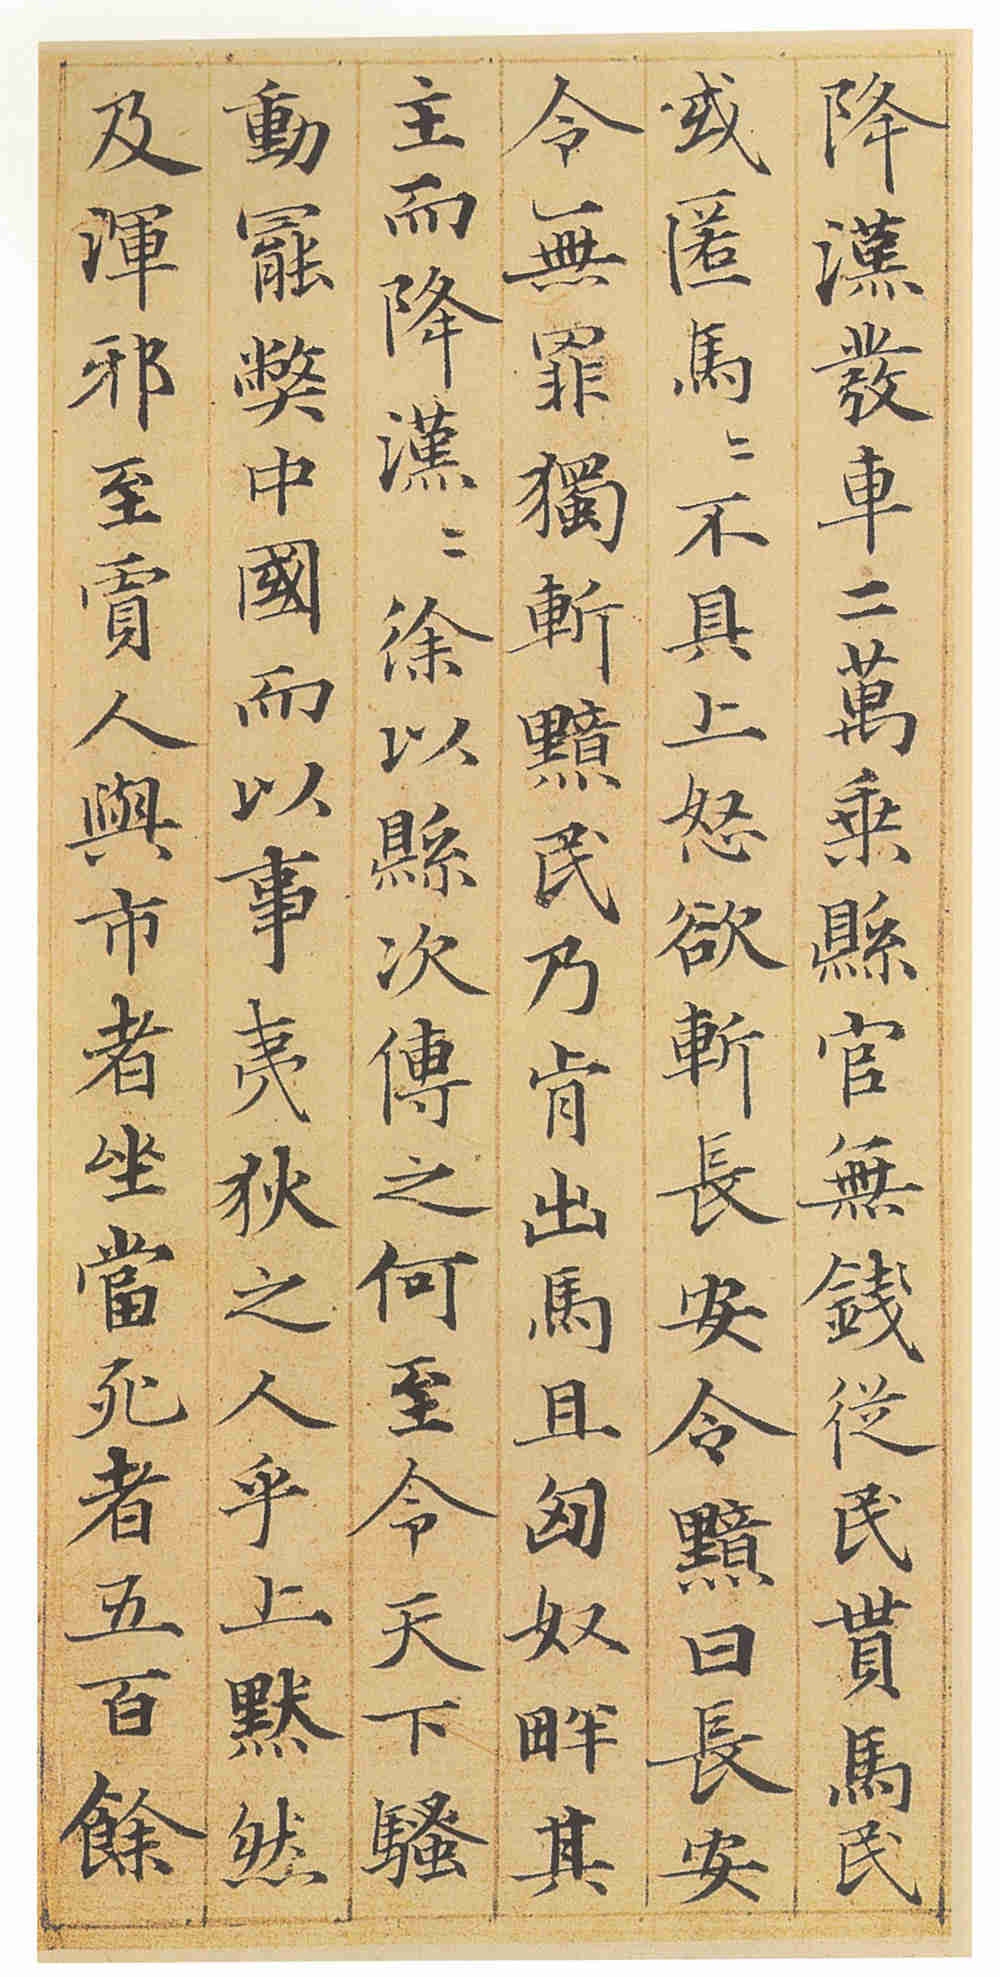 降漢發車二萬乗縣官無錢從民貰馬民
或匿馬〻不具上怒欲斬長安令黯曰長安
令無罪獨斬黯民乃肯出馬且匈奴畔其
主而降漢〻徐以縣次傳之何至令天下騷
動罷獘中國而以事夷狄之人乎上默然
及渾邪至賈人與市者坐當死者五百餘